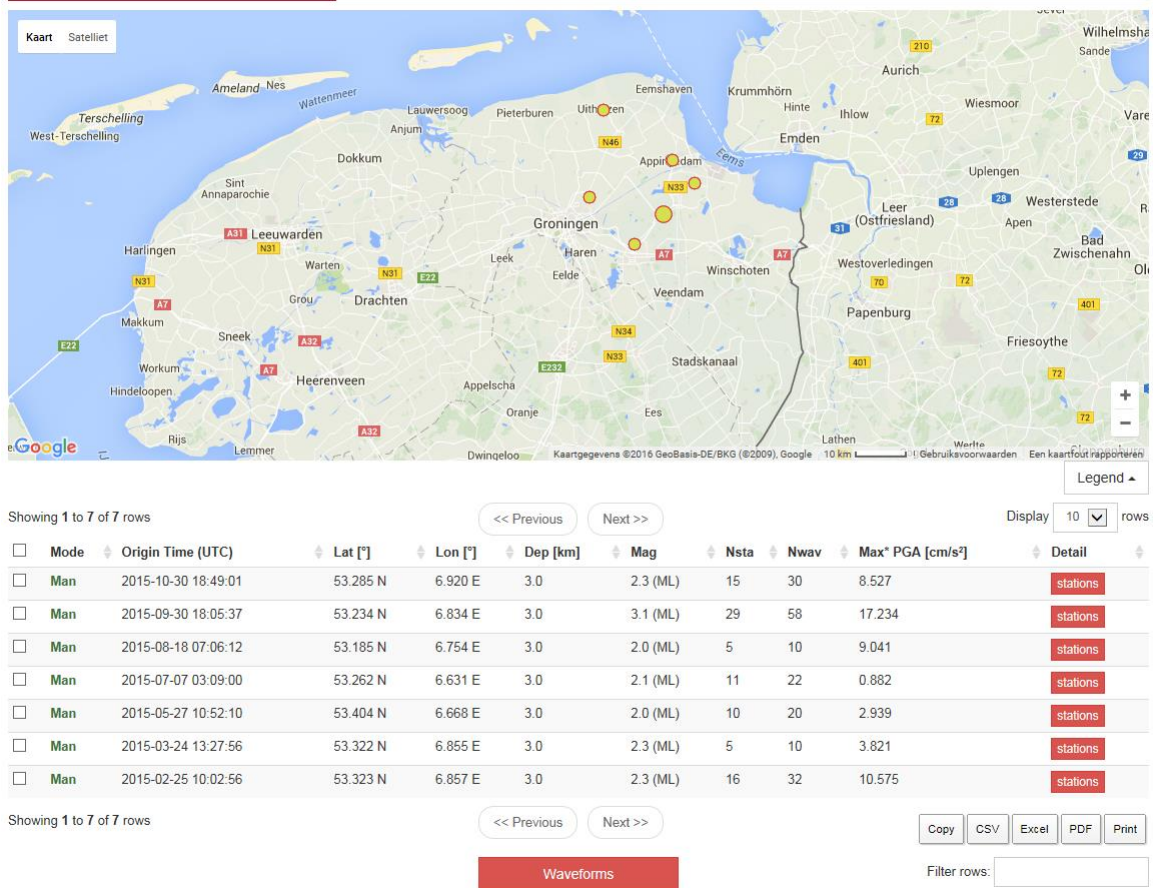 Kaart Satelliet
Wilhelmsha
Sande
210
Aurich
Ameland Nes
Wattenmeer
Eemshaven
Krummhörn
Terschelling
West-Terschelling
Lauwersoog
Pieterburen
Hinte
Ihlow
Wiesmoor
72
Vare
Anjum
Emden
N46
Dokkum
Eems
29
Uplengen
Sint
Annaparochie
N33
Leer
(Ostfriesland)
28
28
Westerstede
Groningen
31
Apen
A31
Leeuwarden
Bad
Zwischenahn
Harlingen
N31
Leek
Haren
A7
A7
Westoverledingen
Warten
N31
E22
Eelde
Winschoten
N31
70
72
Grou
Drachten
Veendam
A7
Papenburg
401
Makkum
Sneek
A32
N34
Friesoythe
E22
N33
Stadskanaal
401
Workum
A7
E232
72
Hindeloopen
Heerenveen
Appelscha
+
Oranje
Ees
72
−
Rijs
A32
Lathen
Werlte
Google
Lemmer
Dwingeloo
Kaartgegevens ©2016 GeoBasis-DE/BKG (©2009), Google 10 km Gebruiksvoorwaarden Een kaartfout rapporteren
Legend
Showing 1 to 7 of 7 rows << Previous Next >> Display 10 rows
Mode Origin Time (UTC) Lat [°] Lon [°] Dep [km] Mag Nsta Nwav Max* PGA [cm/s²] Detail
Man 2015-10-30 18:49:01 53.285 N 6.920 E 3.0 2.3 (ML) 15 30 8.527 stations
Man 2015-09-30 18:05:37 53.234 N 6.834 E 3.0 3.1 (ML) 29 58 17.234 stations
Man 2015-08-18 07:06:12 53.185 N 6.754 E 3.0 2.0 (ML) 5 10 9.041 stations
Man 2015-07-07 03:09:00 53.262 N 6.631 E 3.0 2.1 (ML) 11 22 0.882 stations
Man 2015-05-27 10:52:10 53.404 N 6.668 E 3.0 2.0 (ML) 10 20 2.939 stations
Man 2015-03-24 13:27:56 53.322 N 6.855 E 3.0 2.3 (ML) 5 10 3.821 stations
Man 2015-02-25 10:02:56 53.323 N 6.857 E 3.0 2.3 (ML) 16 32 10.575 stations
Showing 1 to 7 of 7 rows << Previous Next >> Copy CSV Excel PDF Print
Waveforms Filter rows: